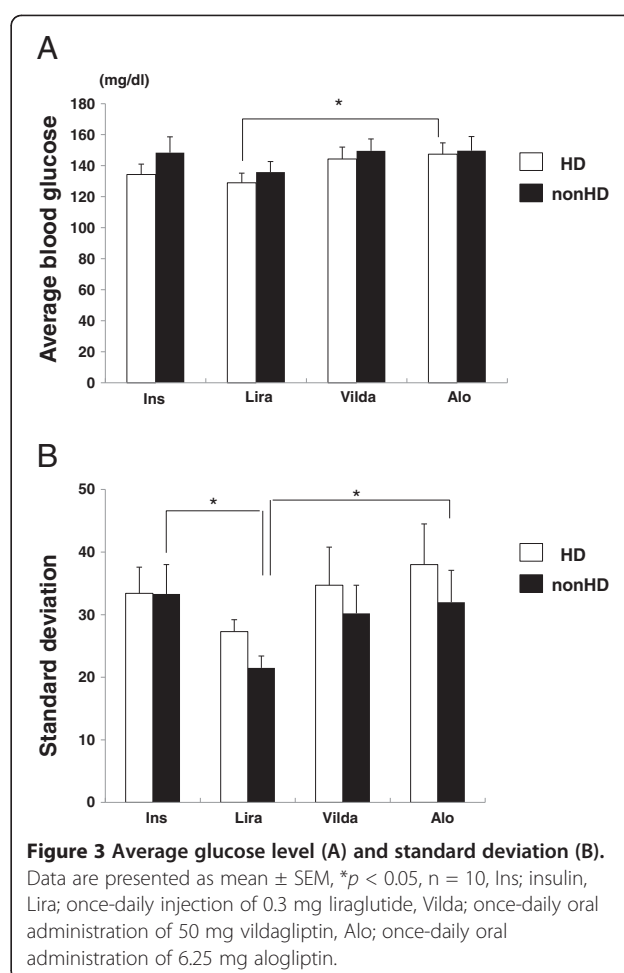 A
(mg/dl)
Average blood glucose
180
160
140
120
100
80
60
40
20
0
*
HD
nonHD
Ins Lira Vilda Alo
B
Standard deviation
50
40
30
20
10
0
* *
HD
nonHD
Ins Lira Vilda Alo
Figure 3 Average glucose level (A) and standard deviation (B).
Data are presented as mean ± SEM, *p < 0.05, n = 10, Ins; insulin,
Lira; once-daily injection of 0.3 mg liraglutide, Vilda; once-daily oral
administration of 50 mg vildagliptin, Alo; once-daily oral
administration of 6.25 mg alogliptin.